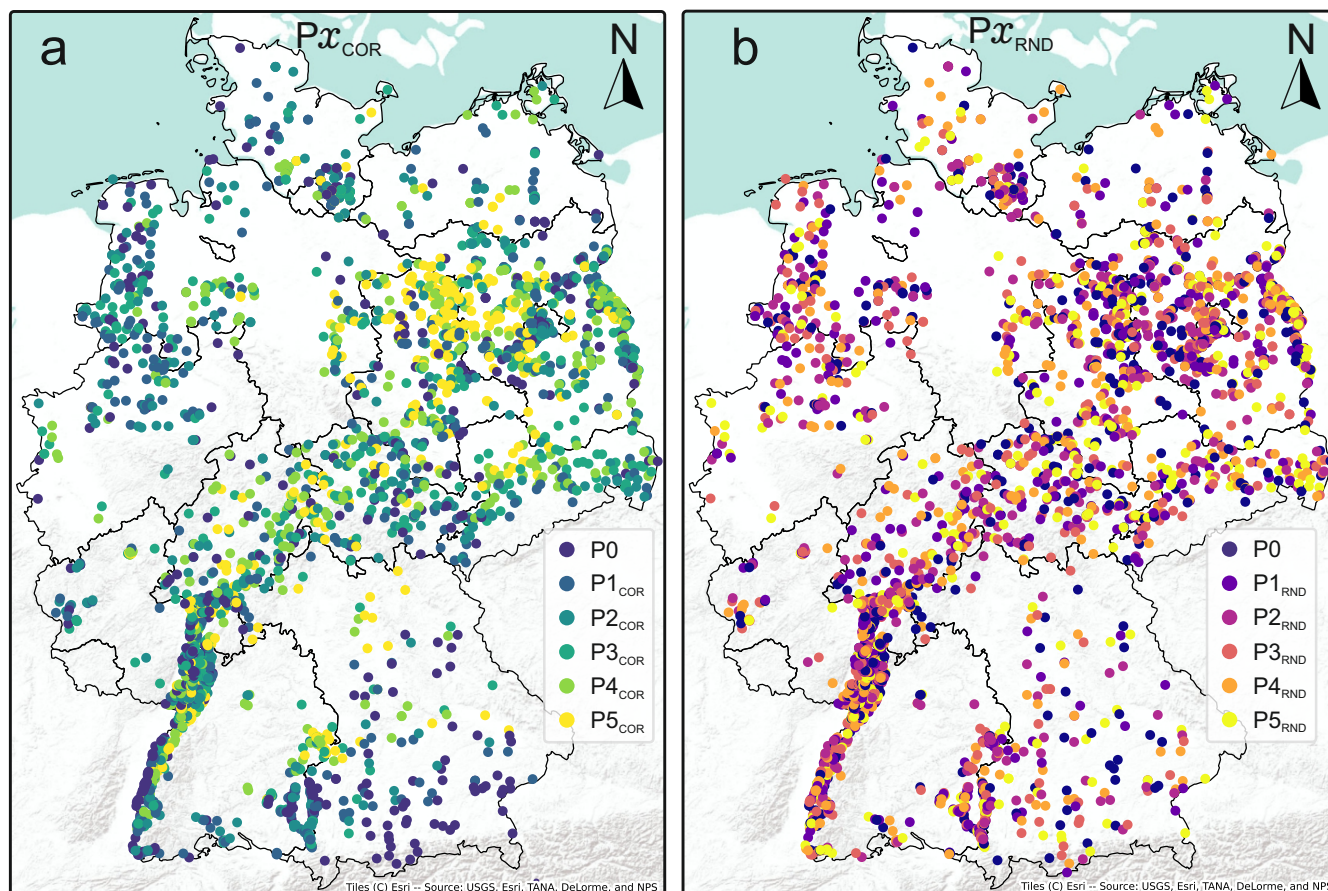 a
Px_COR
N
P0
P1_COR
P2_COR
P3_COR
P4_COR
P5_COR
Tiles (C) Esri -- Source: USGS, Esri, TANA, DeLorme, and NPS
b
Px_RND
N
P0
P1_RND
P2_RND
P3_RND
P4_RND
P5_RND
Tiles (C) Esri -- Source: USGS, Esri, TANA, DeLorme, and NPS